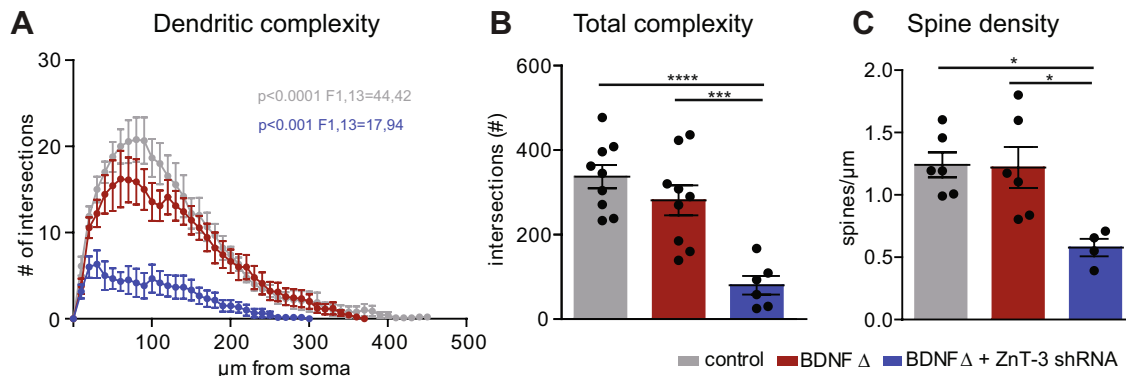 A Dendritic complexity
30
20
10
0
# of intersections
p<0.0001 F1,13=44,42
p<0.001 F1,13=17,94
100 200 300 400 500
µm from soma
B Total complexity
600
400
200
0
intersections (#)
****
***
C Spine density
2.0
1.5
1.0
0.5
0.0
spines/µm
*
*
control BDNF Δ BDNFΔ + ZnT-3 shRNA